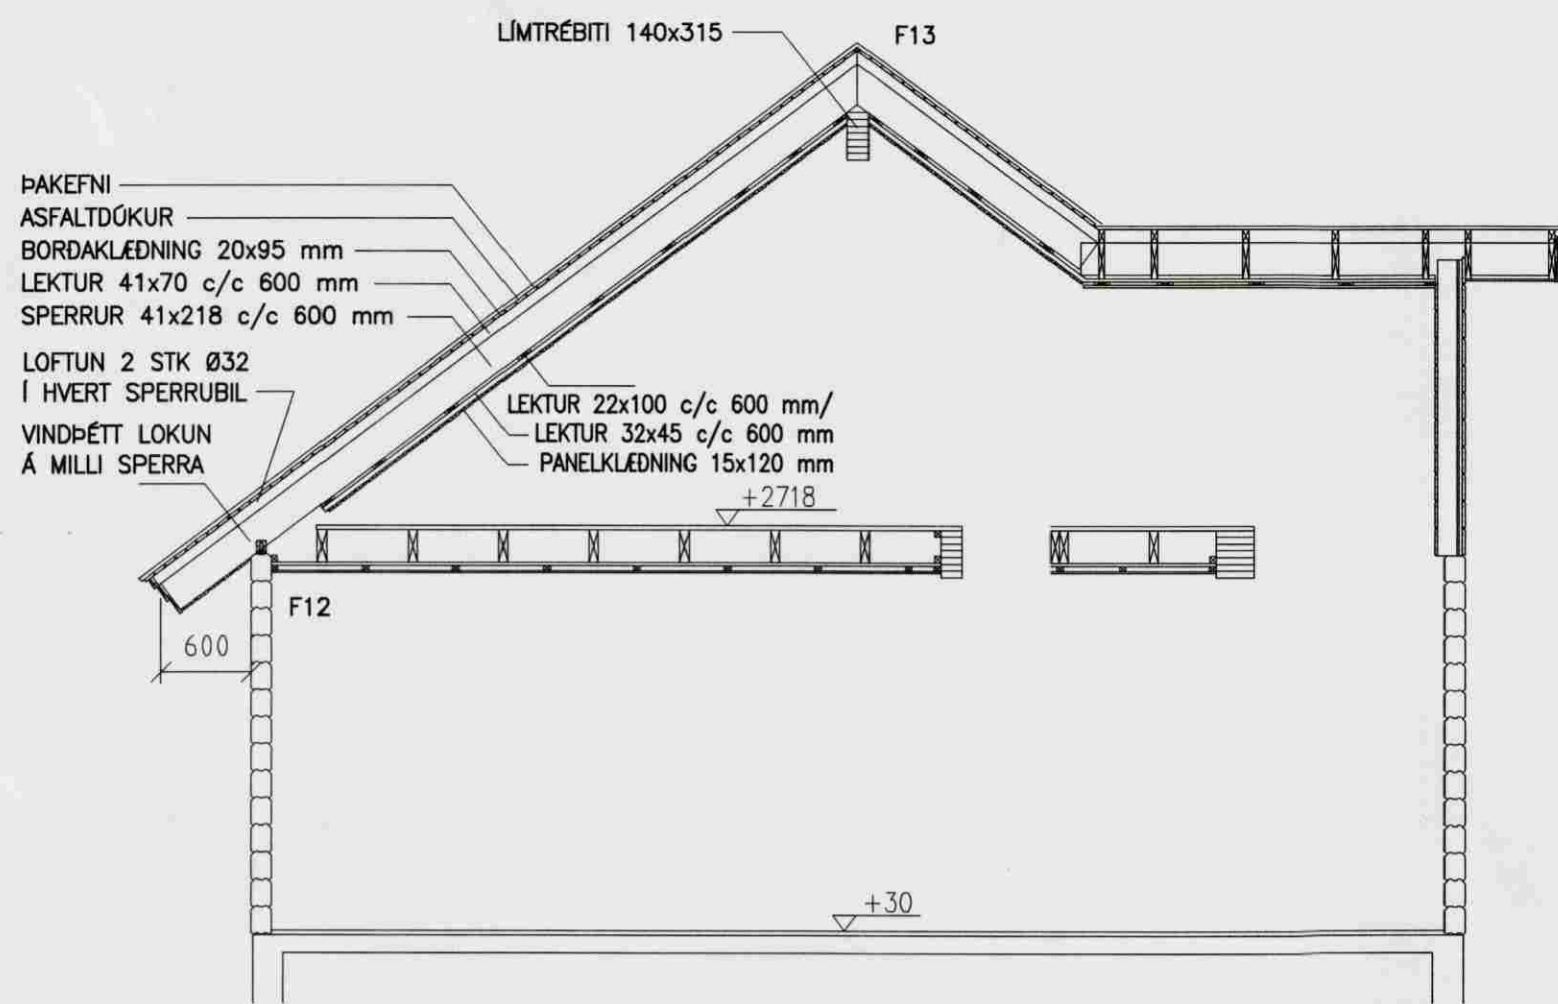 LÍMTRÉBITI 140x315
F13
ÞAKEFNI
ASFALTDÚKUR
BORÐAKLÆÐNING 20x95 mm
LEKTUR 41x70 c/c 600 mm
SPERRUR 41x218 c/c 600 mm
LOFTUN 2 STK Ø32
Í HVERT SPERRUBIL
VINDÞÉTT LOKUN
Á MILLI SPERRA
LEKTUR 22x100 c/c 600 mm/
LEKTUR 32x45 c/c 600 mm
PANELKLÆÐNING 15x120 mm
+2718
F12
600
+30